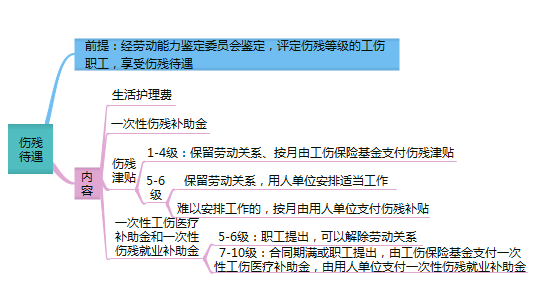 伤残
待遇
前提：经劳动能力鉴定委员会鉴定，评定伤残等级的工伤
职工，享受伤残待遇
内
容
生活护理费
一次性伤残补助金
伤残
津贴
1-4级：保留劳动关系、按月由工伤保险基金支付伤残津贴
5-6
级
保留劳动关系，用人单位安排适当工作
难以安排工作的，按月由用人单位支付伤残补贴
一次性工伤医疗
补助金和一次性
伤残就业补助金
5-6级：职工提出，可以解除劳动关系
7-10级：合同期满或职工提出，由工伤保险基金支付一次
性工伤医疗补助金，由用人单位支付一次性伤残就业补助金